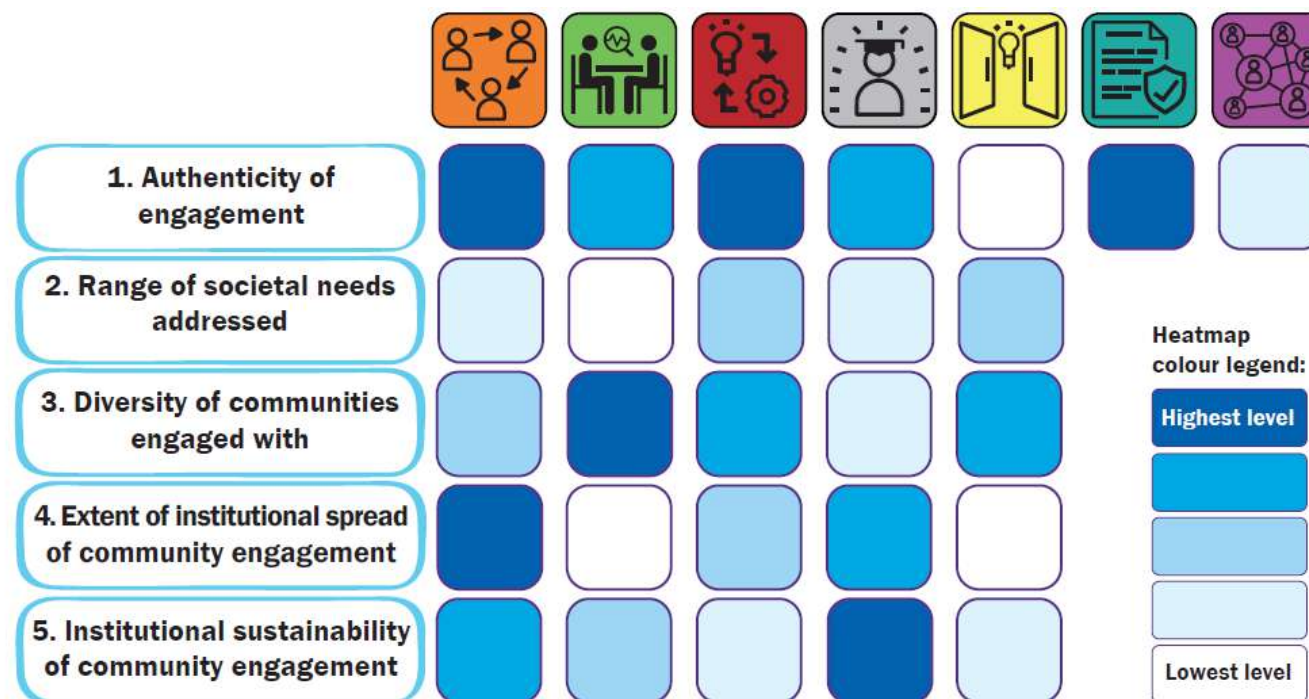 1. Authenticity of
engagement
2. Range of societal needs
addressed
3. Diversity of communities
engaged with
4. Extent of institutional spread
of community engagement
5. Institutional sustainability
of community engagement
Heatmap
colour legend:
Highest level
Lowest level